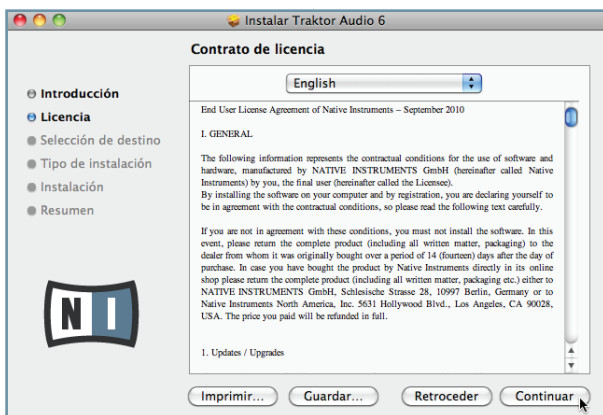 Instalar Traktor Audio 6
Contrato de licencia
English
Introducción
Licencia
Selección de destino
Tipo de instalación
Instalación
Resumen
End User License Agreement of Native Instruments – September 2010
I. GENERAL
The following information represents the contractual conditions for the use of software and
hardware, manufactured by NATIVE INSTRUMENTS GmbH (hereinafter called Native
Instruments) by you, the final user (hereinafter called the Licensee).
By installing the software on your computer and by registration, you are declaring yourself to
be in agreement with the contractual conditions, so please read the following text carefully.
If you are not in agreement with these conditions, you must not install the software. In this
event, please return the complete product (including all written matter, packaging) to the
dealer from whom it was originally bought over a period of 14 (fourteen) days after the day of
purchase. In case you have bought the product by Native Instruments directly in its online
shop please return the complete product (including all written matter, packaging etc.) either to
NATIVE INSTRUMENTS GmbH, Schlesische Strasse 28, 10997 Berlin, Germany or to
Native Instruments North America, Inc. 5631 Hollywood Blvd., Los Angeles, CA 90028,
USA. The price you paid will be refunded in full.
1. Updates / Upgrades
NI
Imprimir...
Guardar...
Retroceder
Continuar